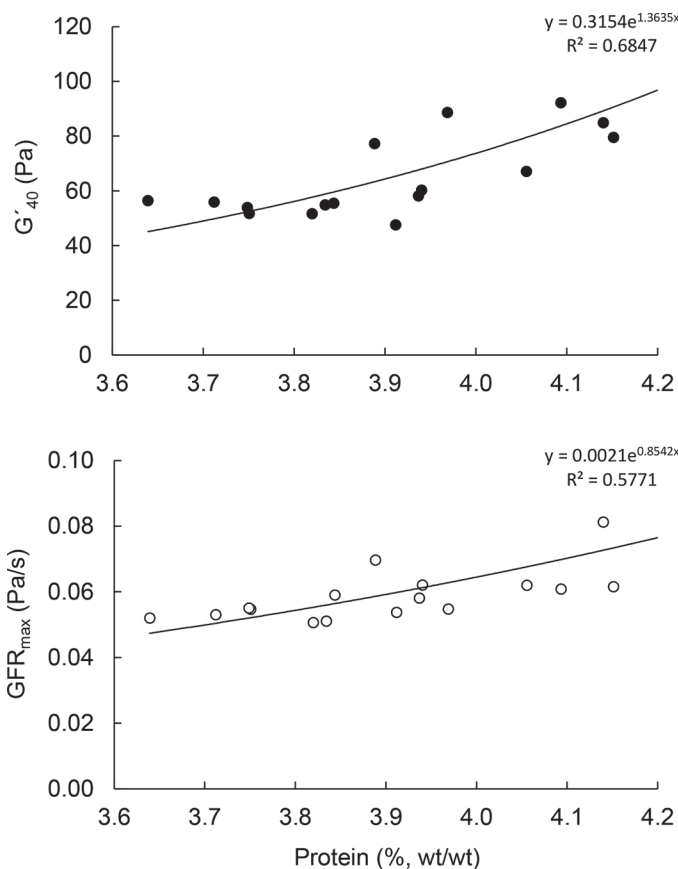 y = 0.3154e^1.3635x
R² = 0.6847
120
100
80
60
40
20
0
G´40 (Pa)
3.6 3.7 3.8 3.9 4.0 4.1 4.2
y = 0.0021e^0.8542x
R² = 0.5771
0.10
0.08
0.06
0.04
0.02
0.00
GFRmax (Pa/s)
3.6 3.7 3.8 3.9 4.0 4.1 4.2
Protein (%, wt/wt)